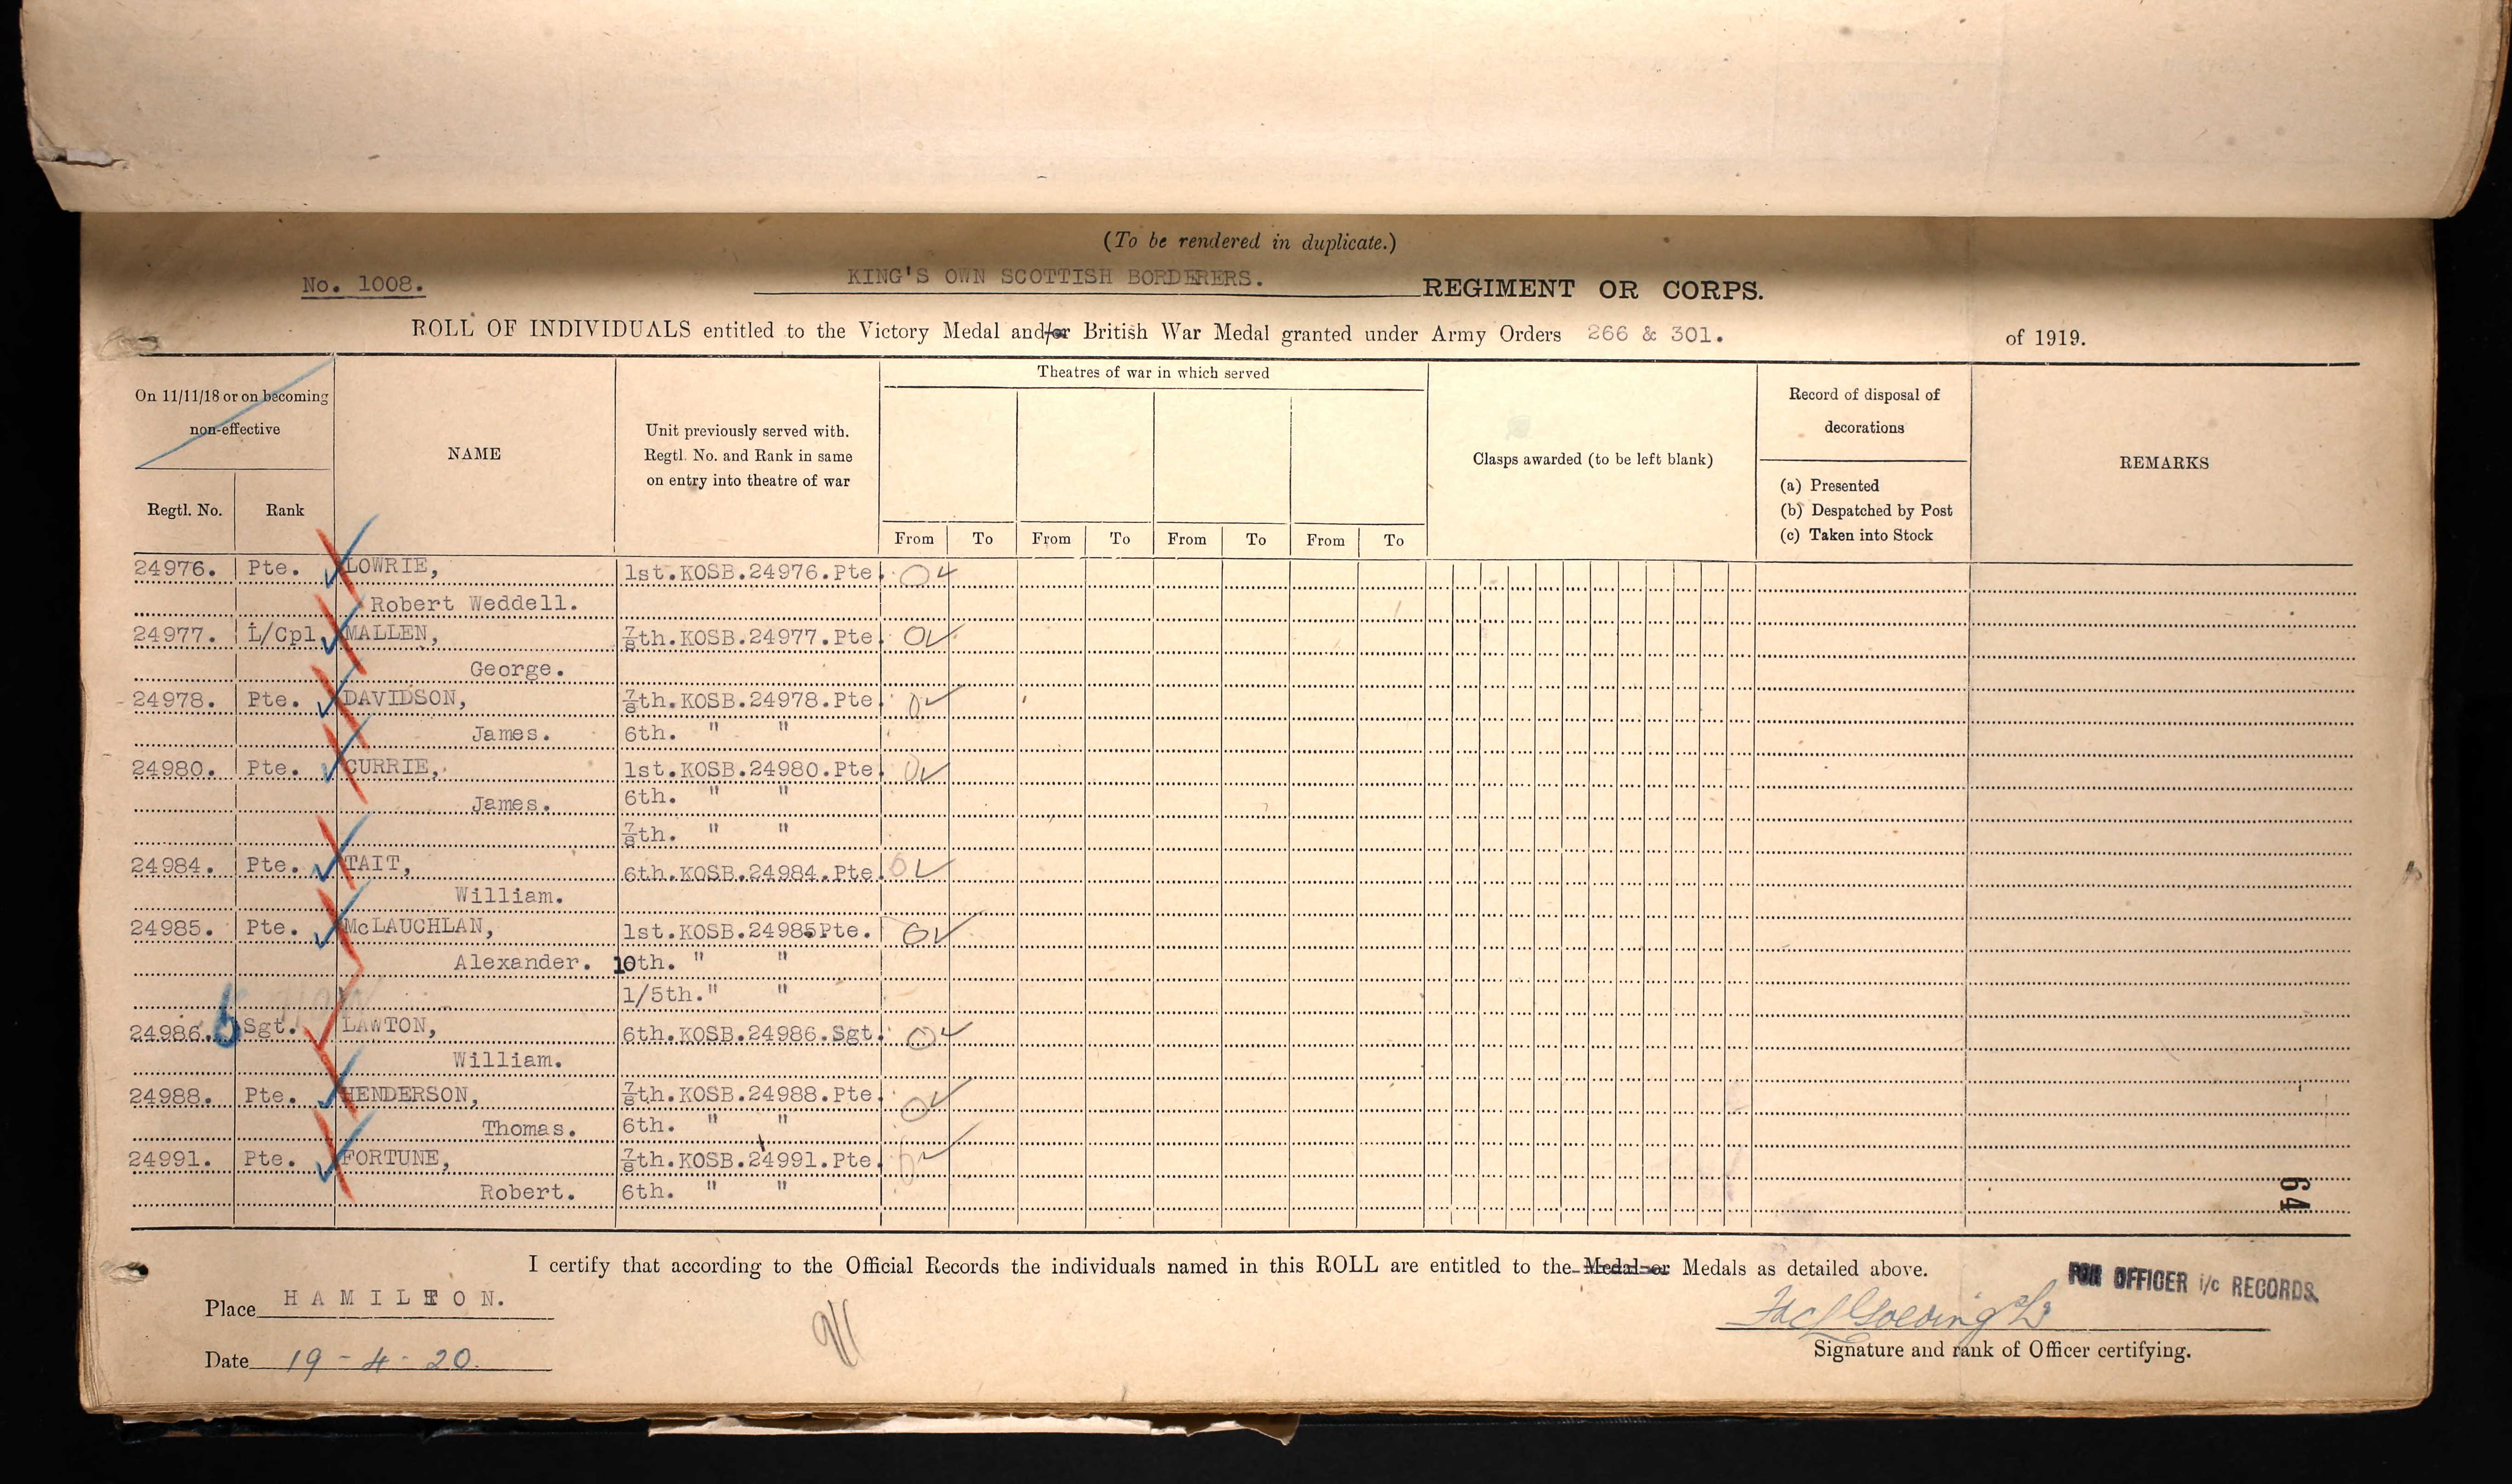 (To be rendered in duplicate.)
No. 1008.
KING'S OWN SCOTTISH BORDERERS. REGIMENT OR CORPS.
ROLL OF INDIVIDUALS entitled to the Victory Medal and/or British War Medal granted under Army Orders 266 & 301. of 1919.
On 11/11/18 or on becoming
non-effective
Regtl. No. Rank
NAME
Unit previously served with.
Regtl. No. and Rank in same
on entry into theatre of war
Theatres of war in which served
From To From To From To From To
Clasps awarded (to be left blank)
Record of disposal of
decorations
(a) Presented
(b) Despatched by Post
(c) Taken into Stock
REMARKS
24976. Pte. LOWRIE, 1st.KOSB.24976.Pte.
Robert Weddell.
24977. L/Cpl. MALLEN, 7/8th.KOSB.24977.Pte.
George.
24978. Pte. DAVIDSON, 7/8th.KOSB.24978.Pte.
James. 6th. " "
24980. Pte. CURRIE, 1st.KOSB.24980.Pte.
James. 6th. " "
7/8th. " "
24984. Pte. TAIT, 6th.KOSB.24984.Pte.
William.
24985. Pte. McLAUCHLAN, 1st.KOSB.24985.Pte.
Alexander. 10th. " "
1/5th. " "
24986. Sgt. LAWTON, 6th.KOSB.24986.Sgt.
William.
24988. Pte. HENDERSON, 7/8th.KOSB.24988.Pte.
Thomas. 6th. " "
24991. Pte. FORTUNE, 7/8th.KOSB.24991.Pte.
Robert. 6th. " "
64
I certify that according to the Official Records the individuals named in this ROLL are entitled to the Medal or Medals as detailed above.
FOR OFFICER i/c RECORDS.
Place HAMILTON.
Date 19-4-20.
Signature and rank of Officer certifying.